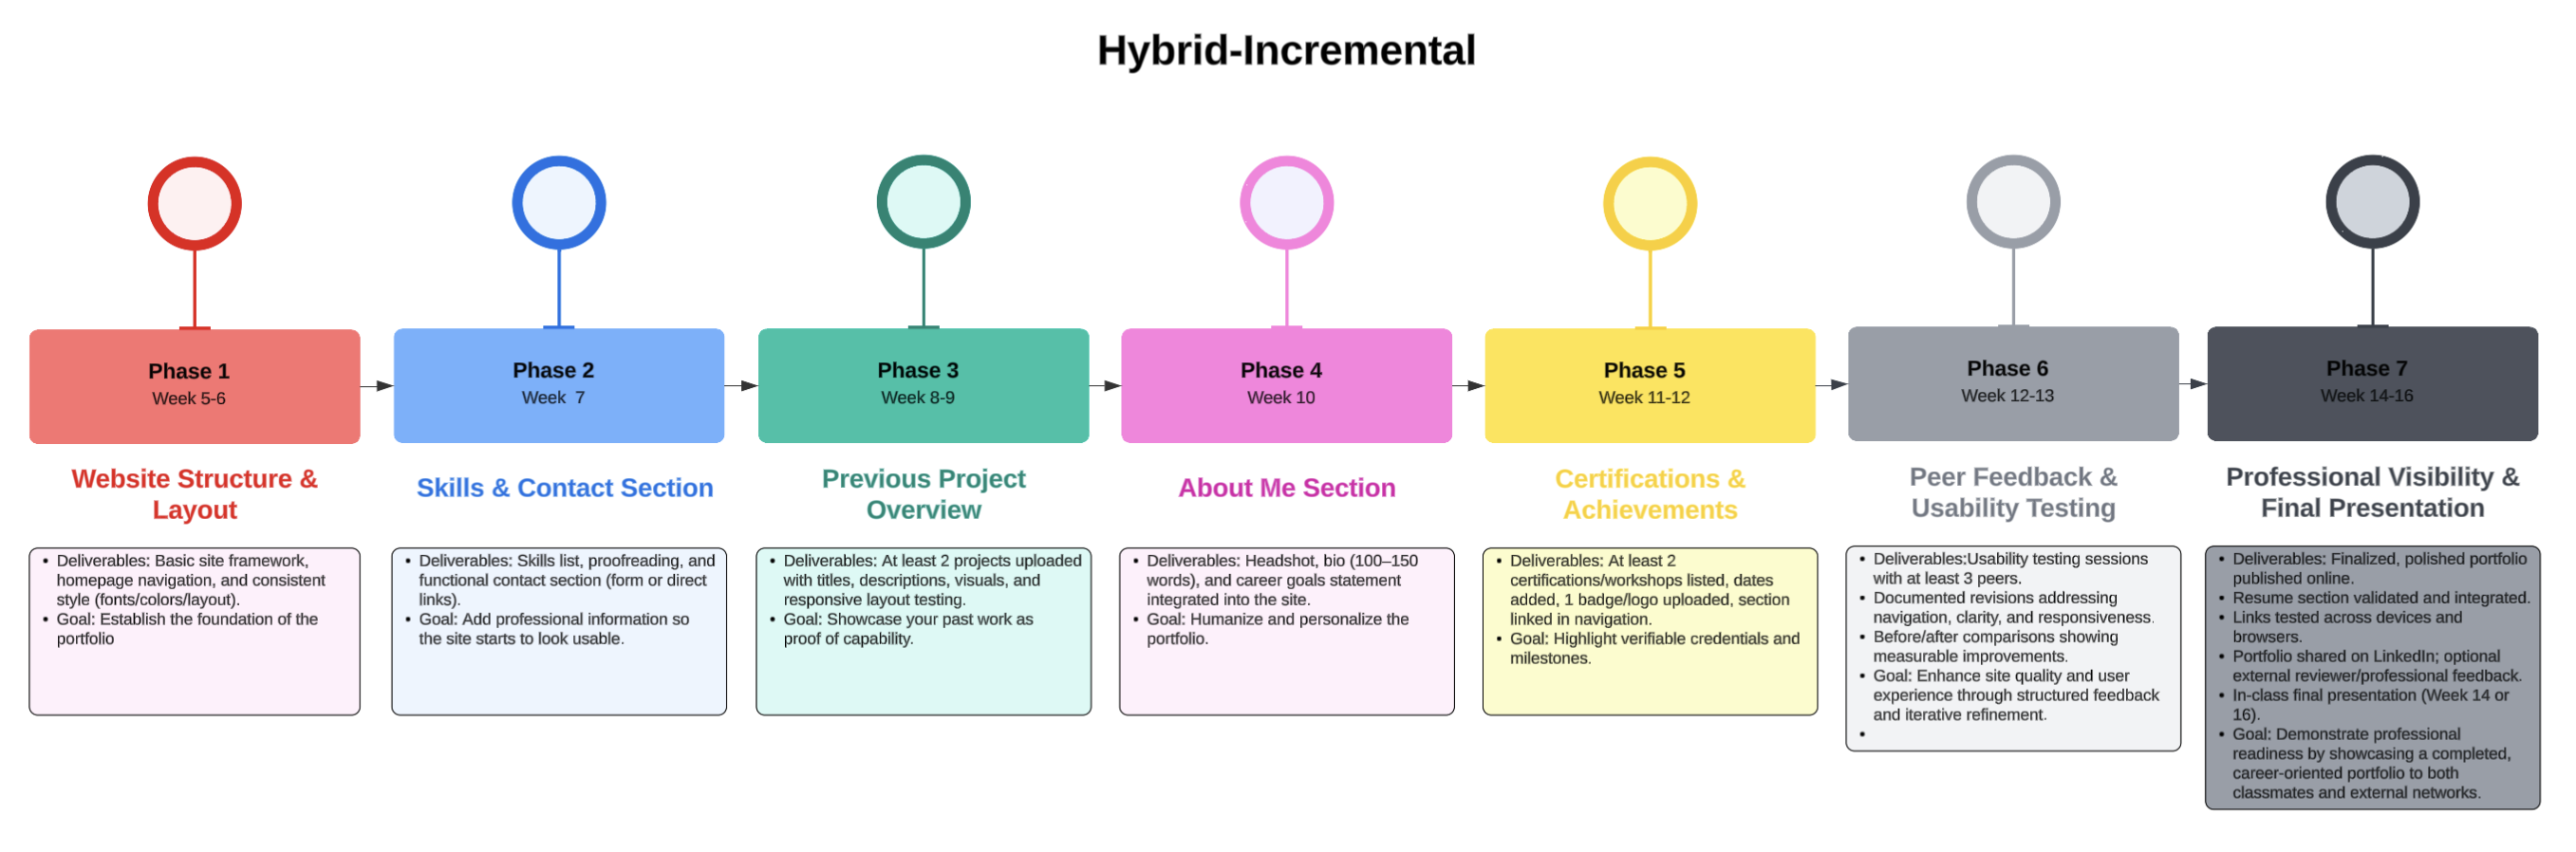 Hybrid-Incremental
Phase 1
Week 5-6
Website Structure &
Layout
• Deliverables: Basic site framework,
homepage navigation, and consistent
style (fonts/colors/layout).
• Goal: Establish the foundation of the
portfolio
Phase 2
Week  7
Skills & Contact Section
• Deliverables: Skills list, proofreading, and
functional contact section (form or direct
links).
• Goal: Add professional information so
the site starts to look usable.
Phase 3
Week 8-9
Previous Project
Overview
• Deliverables: At least 2 projects uploaded
with titles, descriptions, visuals, and
responsive layout testing.
• Goal: Showcase your past work as
proof of capability.
Phase 4
Week 10
About Me Section
• Deliverables: Headshot, bio (100–150
words), and career goals statement
integrated into the site.
• Goal: Humanize and personalize the
portfolio.
Phase 5
Week 11-12
Certifications &
Achievements
• Deliverables: At least 2
certifications/workshops listed, dates
added, 1 badge/logo uploaded, section
linked in navigation.
• Goal: Highlight verifiable credentials and
milestones.
Phase 6
Week 12-13
Peer Feedback &
Usability Testing
• Deliverables:Usability testing sessions
with at least 3 peers.
• Documented revisions addressing
navigation, clarity, and responsiveness.
• Before/after comparisons showing
measurable improvements.
• Goal: Enhance site quality and user
experience through structured feedback
and iterative refinement.
•
Phase 7
Week 14-16
Professional Visibility &
Final Presentation
• Deliverables: Finalized, polished portfolio
published online.
• Resume section validated and integrated.
• Links tested across devices and
browsers.
• Portfolio shared on LinkedIn; optional
external reviewer/professional feedback.
• In-class final presentation (Week 14 or
16).
• Goal: Demonstrate professional
readiness by showcasing a completed,
career-oriented portfolio to both
classmates and external networks.